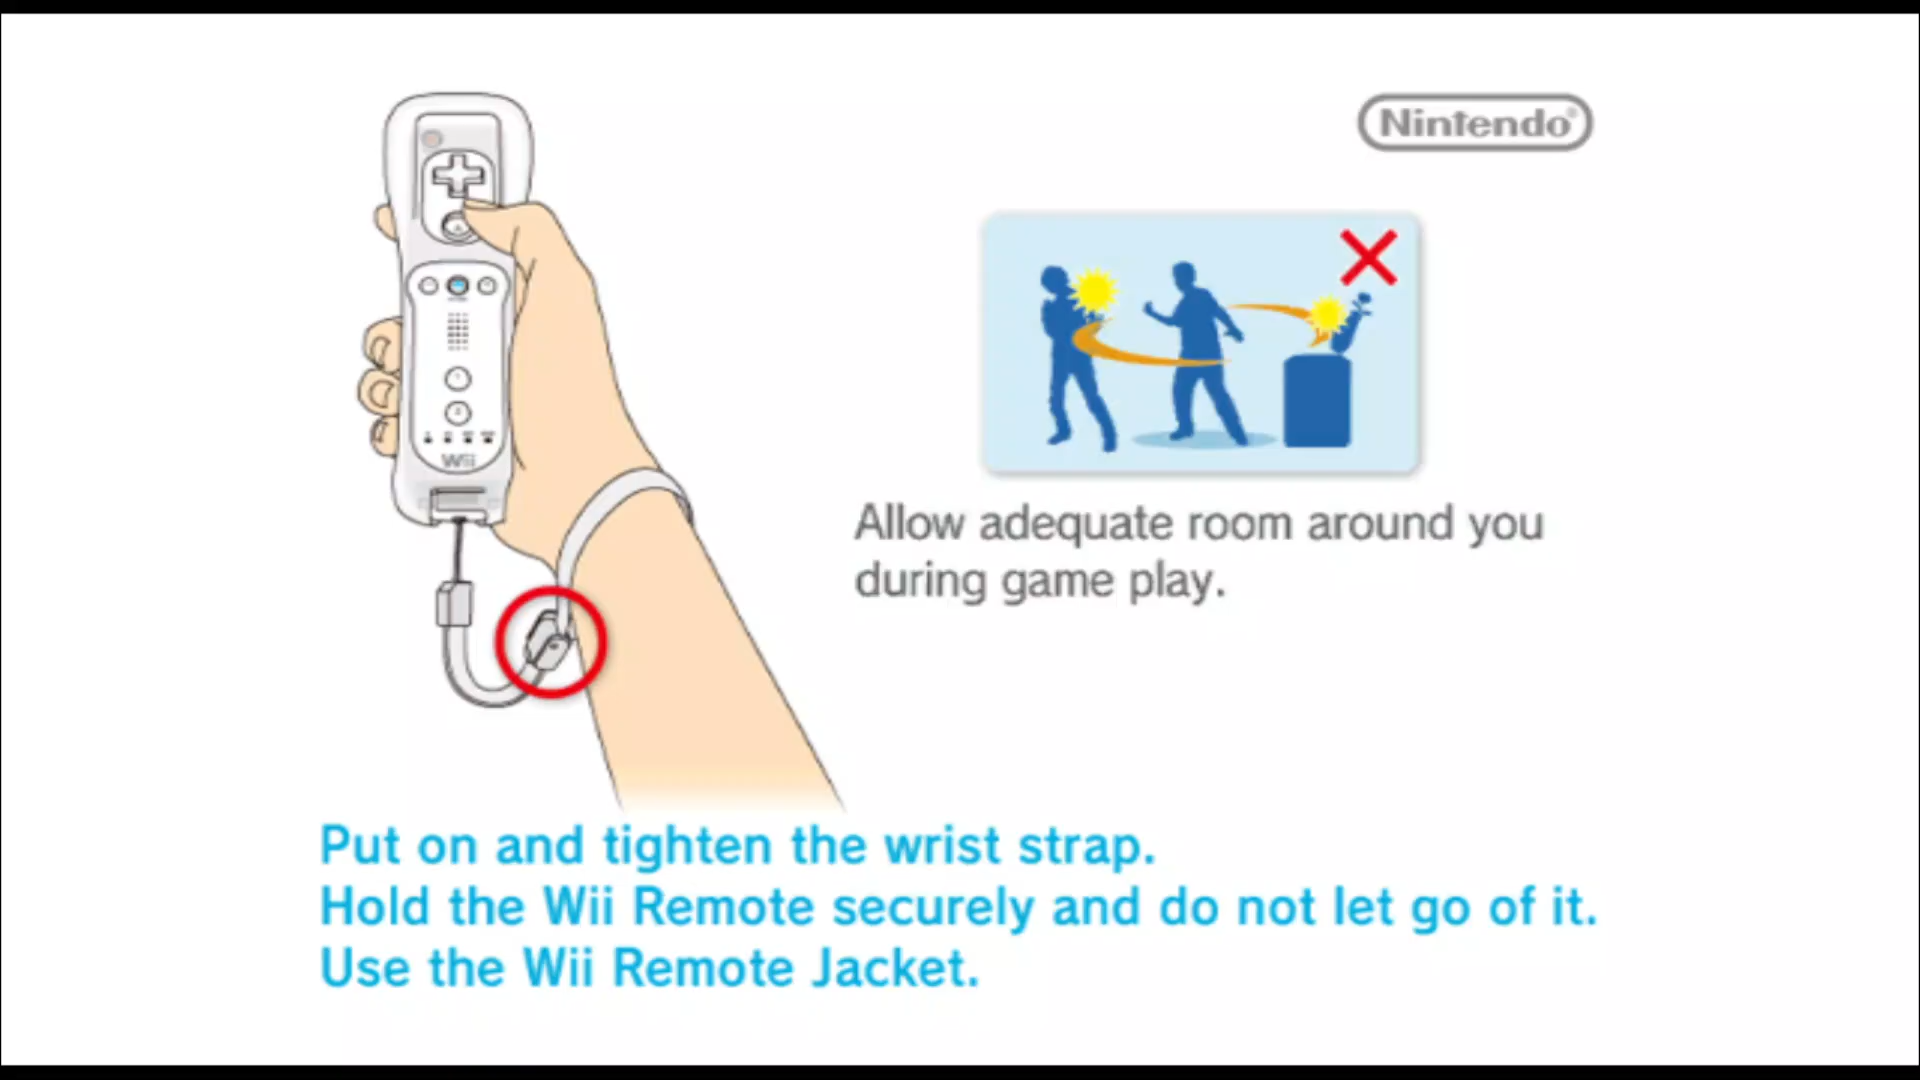 Nintendo®
Allow adequate room around you
during game play.
Wii
Put on and tighten the wrist strap.
Hold the Wii Remote securely and do not let go of it.
Use the Wii Remote Jacket.